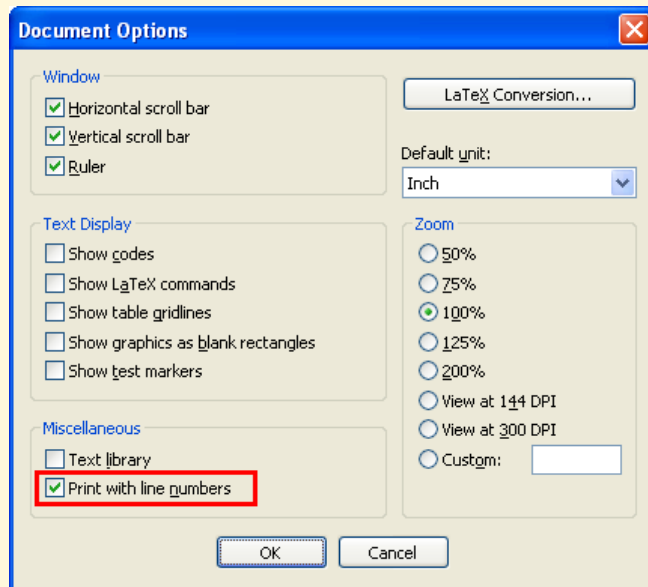 Document Options
Window
Horizontal scroll bar
Vertical scroll bar
Ruler
LaTeX Conversion...
Default unit:
Inch
Text Display
Show codes
Show LaTeX commands
Show table gridlines
Show graphics as blank rectangles
Show test markers
Zoom
50%
75%
100%
125%
200%
View at 144 DPI
View at 300 DPI
Custom:
Miscellaneous
Text library
Print with line numbers
OK
Cancel